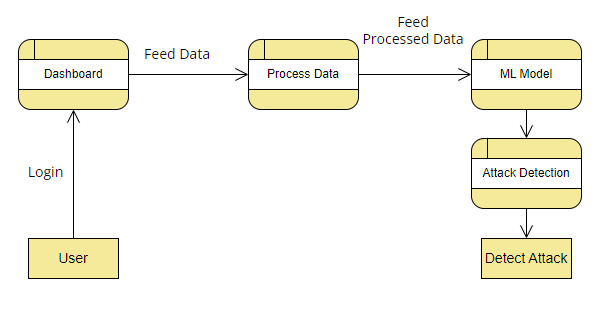 Feed
Feed Data
Processed Data
Dashboard
Process Data
ML Model
Login
Attack Detection
User
Detect Attack